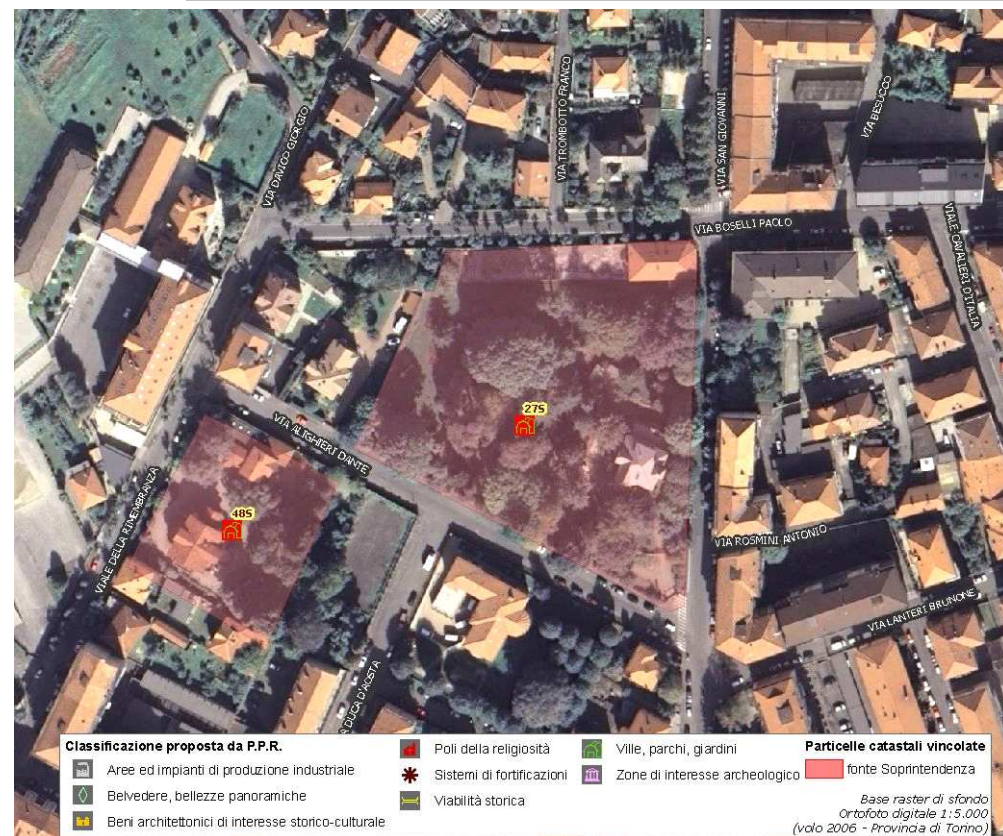 VIA DAVICO GIORGIO
VIA TROMBOTTO FRANCO
VIA SAN GIOVANNI
VIA BESUCCO
VIA BOSELLI PAOLO
VIALE CAVALIERI D'ITALIA
27S
VIA ALIGHIERI DANTE
48S
VIALE DELLA RIMEMBRANZA
VIA ROSMINI ANTONIO
VIA LANTERI BRUNONE
A DUCA D'AOSTA
Classificazione proposta da P.P.R.
Aree ed impianti di produzione industriale
Belvedere, bellezze panoramiche
Beni architettonici di interesse storico-culturale
Poli della religiosità
Sistemi di fortificazioni
Viabilità storica
Ville, parchi, giardini
Zone di interesse archeologico
Particelle catastali vincolate
fonte Soprintendenza
Base raster di sfondo
Ortofoto digitale 1:5.000
(volo 2006 - Provincia di Torino)